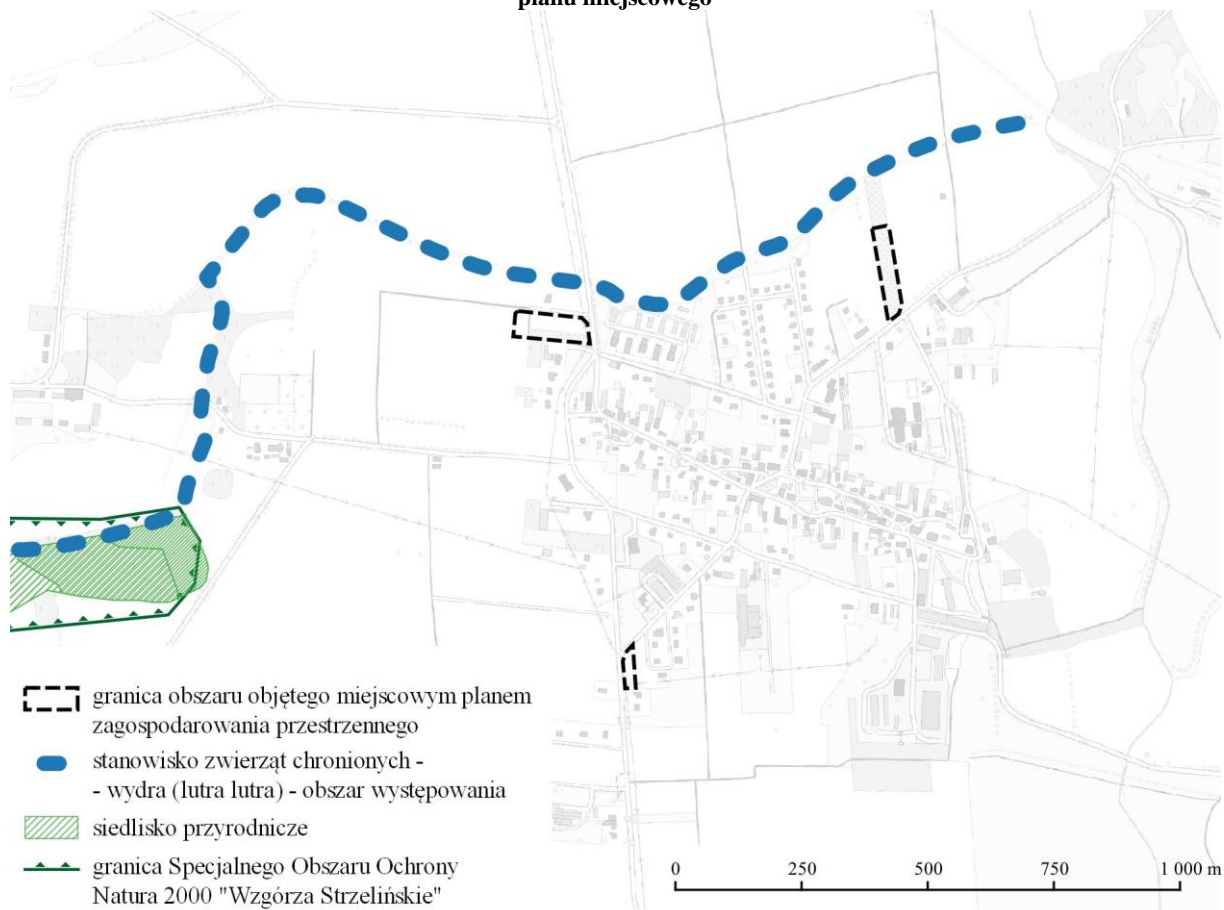 planu miejscowego
granica obszaru objętego miejscowym planem
zagospodarowania przestrzennego
stanowisko zwierząt chronionych -
- wydra (lutra lutra) - obszar występowania
siedlisko przyrodnicze
granica Specjalnego Obszaru Ochrony
Natura 2000 "Wzgórza Strzelińskie"
0 250 500 750 1 000 m